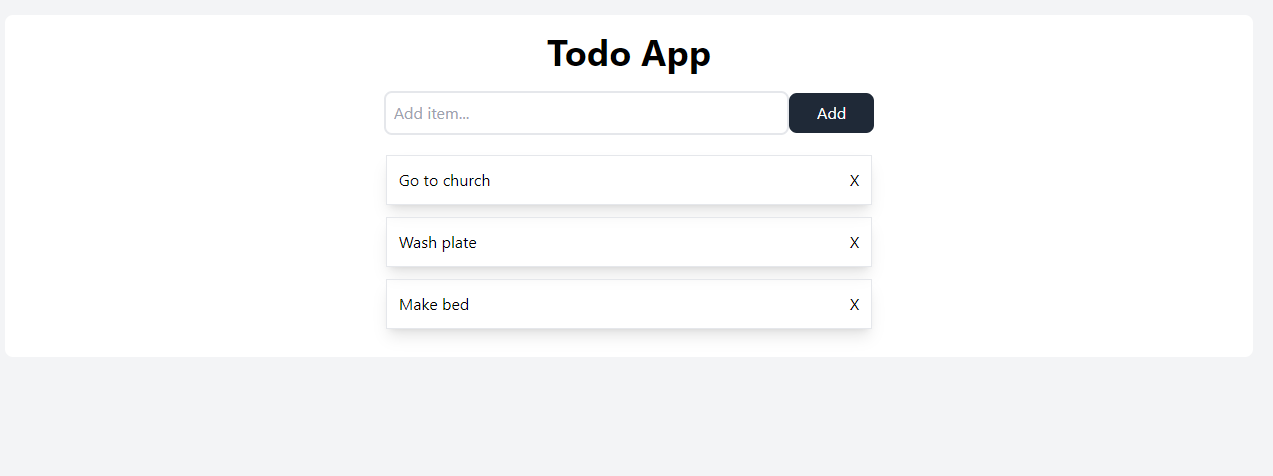 Todo App
Add item...
Add
Go to church X
Wash plate X
Make bed X